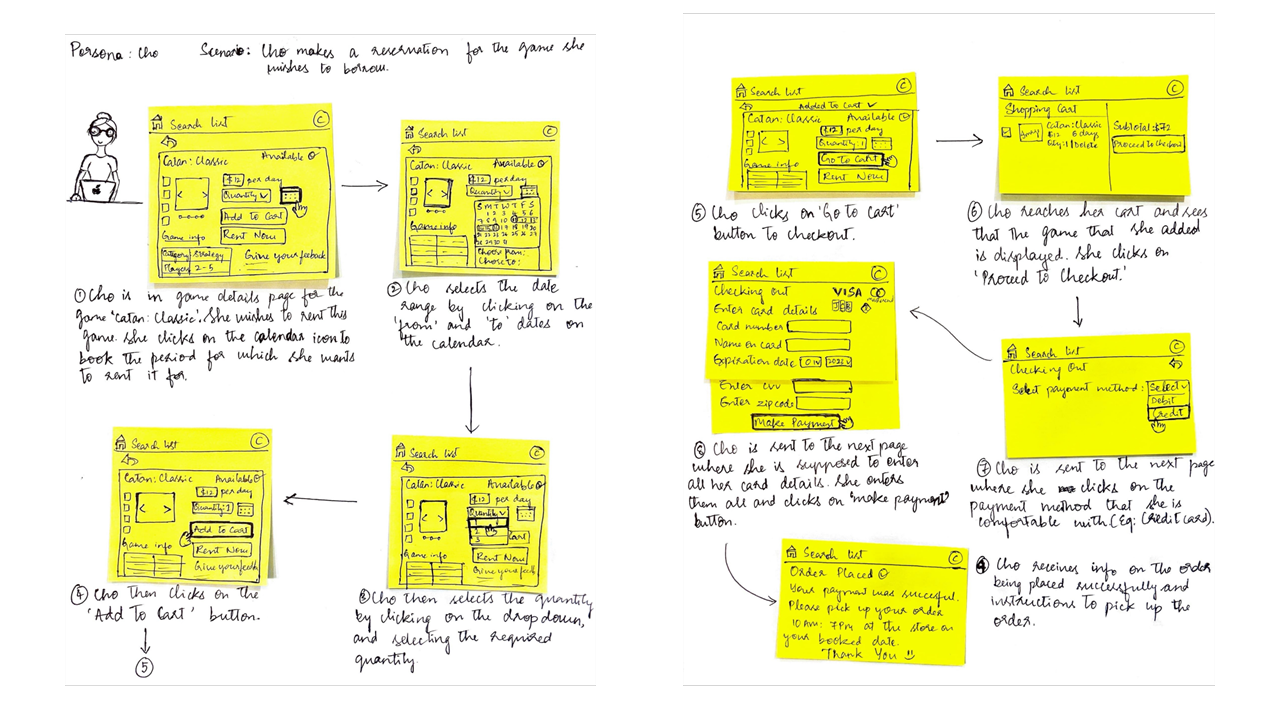 Persona: Cho
Scenario: Cho makes a reservation for the game she
wishes to borrow.
Search list
C
Catan: Classic
Available
$12 per day
Quantity
Add to Cart
Rent Now
Game info
Category Strategy
Players 2-5
Give your feeback
① Cho is in game details page for the
game 'Catan: Classic'. She wishes to rent this
game. She clicks on the calendar icon to
book the period for which she wants
to rent it for.
Search list
C
Catan: Classic
Available
$12 per day
Quantity
S M T W T F S
Game info
Choose from:
Chose to:
② Cho selects the date
range by clicking on the
'from' and 'to' dates on
the calendar.
Search list
C
Catan: Classic
Available
$12 per day
Quantity
3
Cart
Rent Now
Game info
Give your feedb
③ Cho then selects the quantity
by clicking on the dropdown,
and selecting the required
quantity.
Search list
C
Catan: Classic
Available
$12 per day
Quantity: 1
Add to Cart
Rent Now
Game info
Give your feedb
④ Cho then clicks on the
'Add To Cart' button.
⑤
Search list
C
Added to Cart
Catan: Classic
Available
$12 per day
Quantity: 1
Go To Cart
Game info
Rent Now
⑤ Cho clicks on 'Go to Cart'
button to checkout.
Search list
C
Shopping Cart
Catan: Classic
$12 6 days
Qty: 1 | Delete
Subtotal: $72
Proceed to Checkout
⑥ Cho reaches her cart and sees
that the game that she added
is displayed. She clicks on
'Proceed to Checkout.'
Search list
C
Checking Out
Select payement method: Select
Debit
Credit
⑦ Cho is sent to the next page
where she clicks on the
payment method that she is
comfortable with (Eg: Credit card).
Search list
C
Checking out
VISA
Enter card details
Card number
Name on card
Expiration date 01 2021
Enter CVV
Enter zipcode
Make Payment
⑧ Cho is sent to the next page
where she is supposed to enter
all her card details. She enters
them all and clicks on 'make payment'
button.
Search list
C
Order Placed
Your payment was succesful.
Please pick up your order
10AM: 7PM at the store on
your booked date.
Thank You
Cho receives info on the order
being placed successfully and
instructions to pick up the
order.